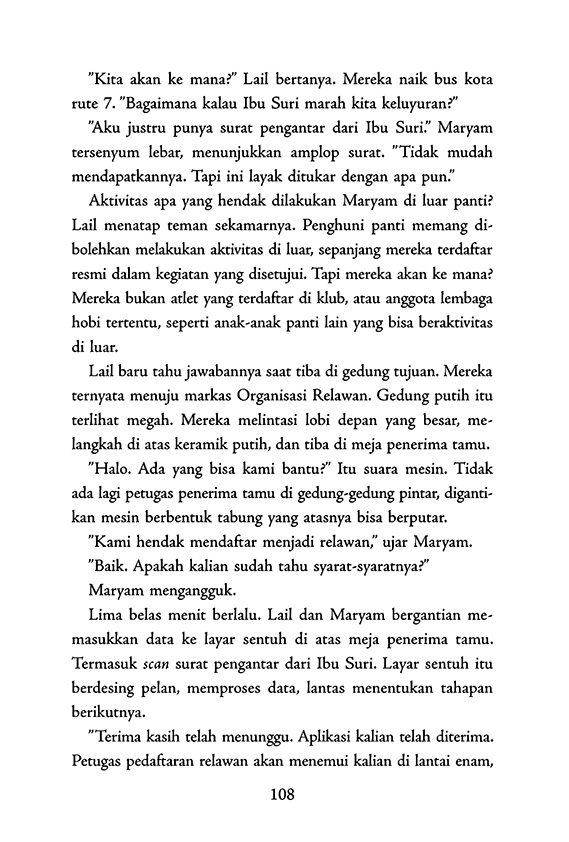 ”Kita akan ke mana?” Lail bertanya. Mereka naik bus kota
rute 7. ”Bagaimana kalau Ibu Suri marah kita keluyuran?”
”Aku justru punya surat pengantar dari Ibu Suri.” Maryam
tersenyum lebar, menunjukkan amplop surat. ”Tidak mudah
mendapatkannya. Tapi ini layak ditukar dengan apa pun.”
Aktivitas apa yang hendak dilakukan Maryam di luar panti?
Lail menatap teman sekamarnya. Penghuni panti memang di-
bolehkan melakukan aktivitas di luar, sepanjang mereka terdaftar
resmi dalam kegiatan yang disetujui. Tapi mereka akan ke mana?
Mereka bukan atlet yang terdaftar di klub, atau anggota lembaga
hobi tertentu, seperti anak-anak panti lain yang bisa beraktivitas
di luar.
Lail baru tahu jawabannya saat tiba di gedung tujuan. Mereka
ternyata menuju markas Organisasi Relawan. Gedung putih itu
terlihat megah. Mereka melintasi lobi depan yang besar, me-
langkah di atas keramik putih, dan tiba di meja penerima tamu.
”Halo. Ada yang bisa kami bantu?” Itu suara mesin. Tidak
ada lagi petugas penerima tamu di gedung-gedung pintar, diganti-
kan mesin berbentuk tabung yang atasnya bisa berputar.
”Kami hendak mendaftar menjadi relawan,” ujar Maryam.
”Baik. Apakah kalian sudah tahu syarat-syaratnya?”
Maryam mengangguk.
Lima belas menit berlalu. Lail dan Maryam bergantian me-
masukkan data ke layar sentuh di atas meja penerima tamu.
Termasuk scan surat pengantar dari Ibu Suri. Layar sentuh itu
berdesing pelan, memproses data, lantas menentukan tahapan
berikutnya.
”Terima kasih telah menunggu. Aplikasi kalian telah diterima.
Petugas pedaftaran relawan akan menemui kalian di lantai enam,
108